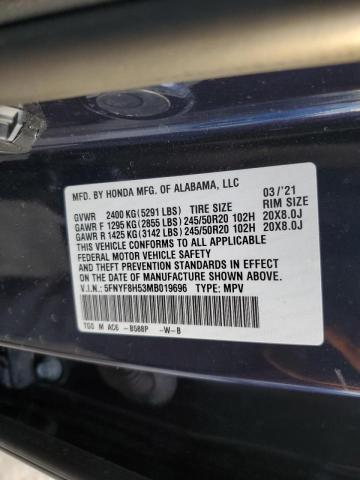 MFD. BY HONDA MFG. OF ALABAMA, LLC 03/'21
GVWR 2400 KG(5291 LBS) TIRE SIZE RIM SIZE
GAWR F 1295 KG(2855 LBS) 245/50R20 102H 20X8.0J
GAWR R 1425 KG(3142 LBS) 245/50R20 102H 20X8.0J
THIS VEHICLE CONFORMS TO ALL APPLICABLE
FEDERAL MOTOR VEHICLE SAFETY
AND THEFT PREVENTION STANDARDS IN EFFECT
ON THE DATE OF MANUFACTURE SHOWN ABOVE.
V.I.N.: 5FNYF8H53MB019696 TYPE: MPV
TG0 M AC6 -B588P -W-B